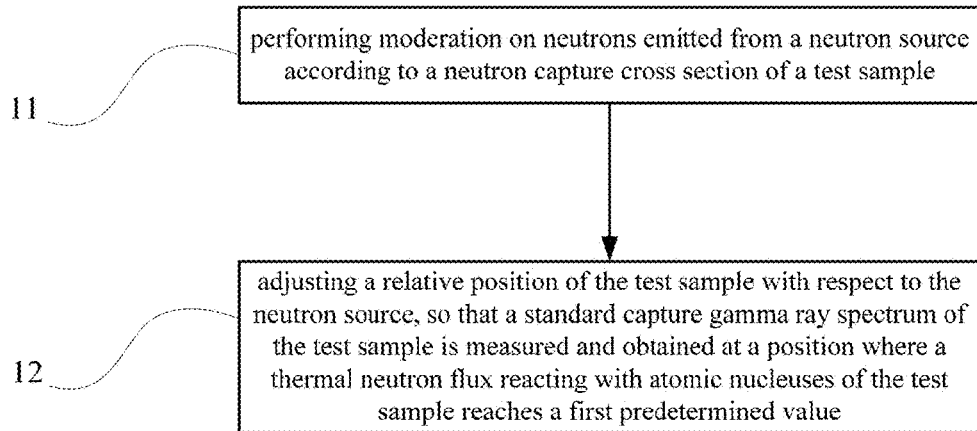 performing moderation on neutrons emitted from a neutron source
according to a neutron capture cross section of a test sample
11
adjusting a relative position of the test sample with respect to the
neutron source, so that a standard capture gamma ray spectrum of
the test sample is measured and obtained at a position where a
thermal neutron flux reacting with atomic nucleuses of the test
sample reaches a first predetermined value
12